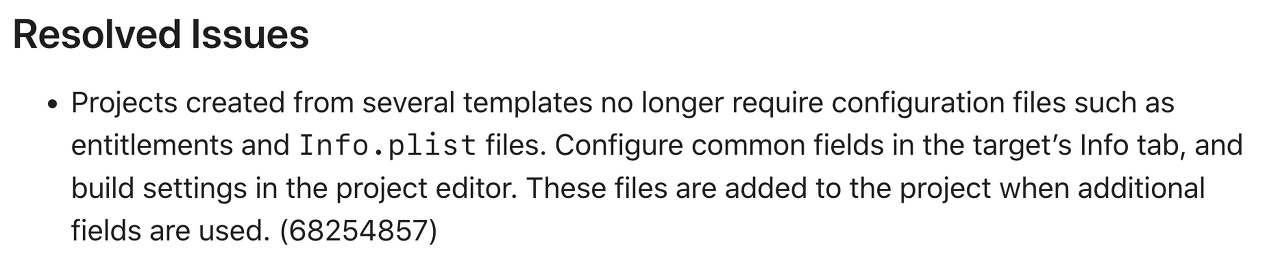 Resolved Issues
• Projects created from several templates no longer require configuration files such as
entitlements and Info.plist files. Configure common fields in the target’s Info tab, and
build settings in the project editor. These files are added to the project when additional
fields are used. (68254857)